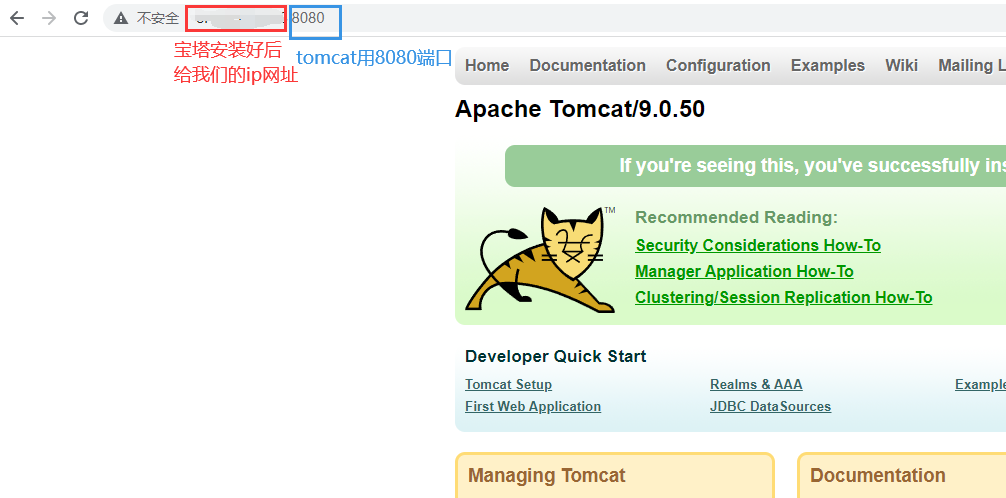 不安全 8080
宝塔安装好后
给我们的ip网址
tomcat用8080端口
Home Documentation Configuration Examples Wiki Mailing L
Apache Tomcat/9.0.50
If you're seeing this, you've successfully ins
TM
Recommended Reading:
Security Considerations How-To
Manager Application How-To
Clustering/Session Replication How-To
Developer Quick Start
Tomcat Setup
Realms & AAA
Example
First Web Application
JDBC DataSources
Managing Tomcat
Documentation